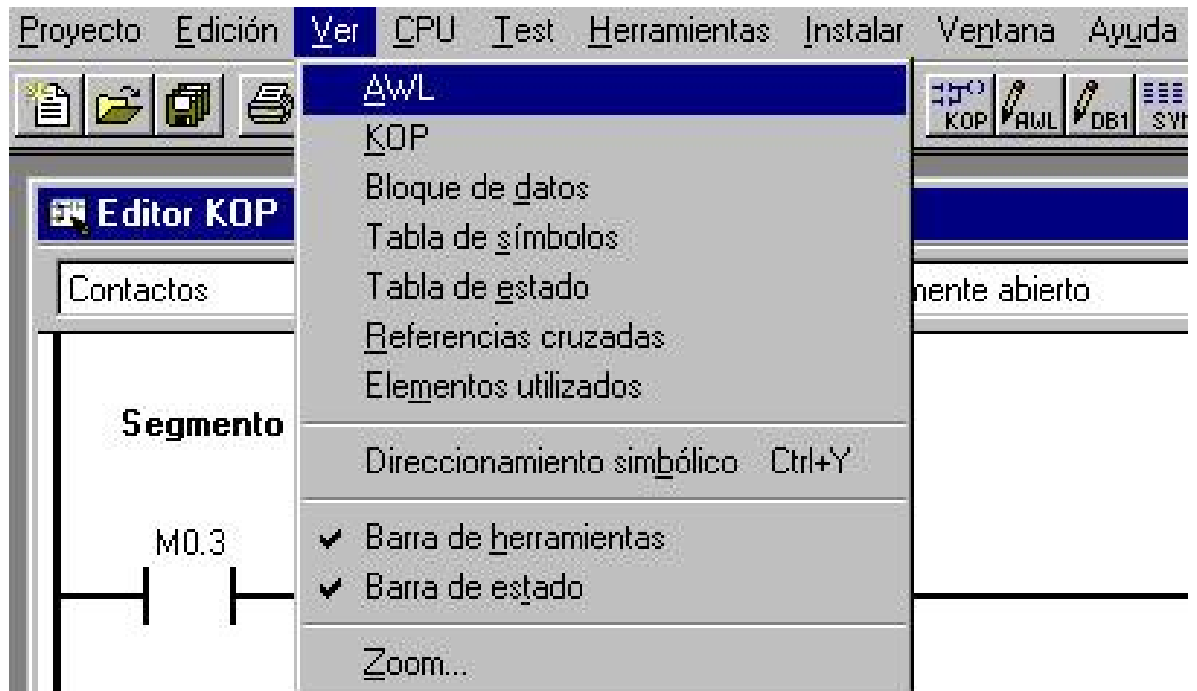 Proyecto Edición Ver CPU Test Herramientas Instalar Ventana Ayuda
KOP AWL DB1 SYM
AWL
KOP
Bloque de datos
Tabla de símbolos
Tabla de estado
Referencias cruzadas
Elementos utilizados
Direccionamiento simbólico Ctrl+Y
Barra de herramientas
Barra de estado
Zoom...
Editor KOP
Contactos
mente abierto
Segmento
M0.3